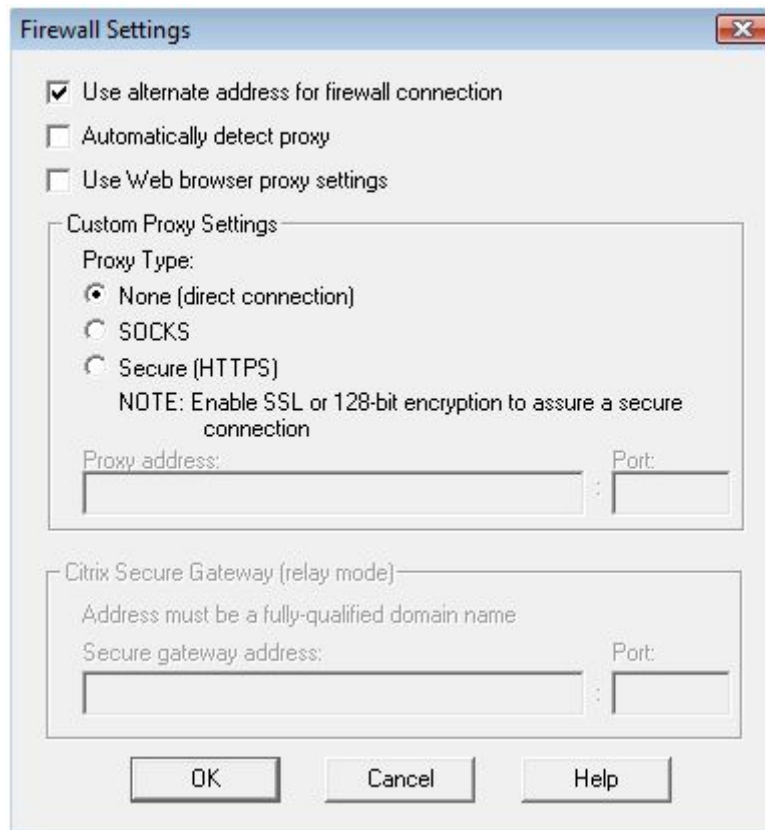 Firewall Settings
Use alternate address for firewall connection
Automatically detect proxy
Use Web browser proxy settings
Custom Proxy Settings
Proxy Type:
None (direct connection)
SOCKS
Secure (HTTPS)
NOTE: Enable SSL or 128-bit encryption to assure a secure
connection
Proxy address: Port:
:
Citrix Secure Gateway (relay mode)
Address must be a fully-qualified domain name
Secure gateway address: Port:
:
OK Cancel Help